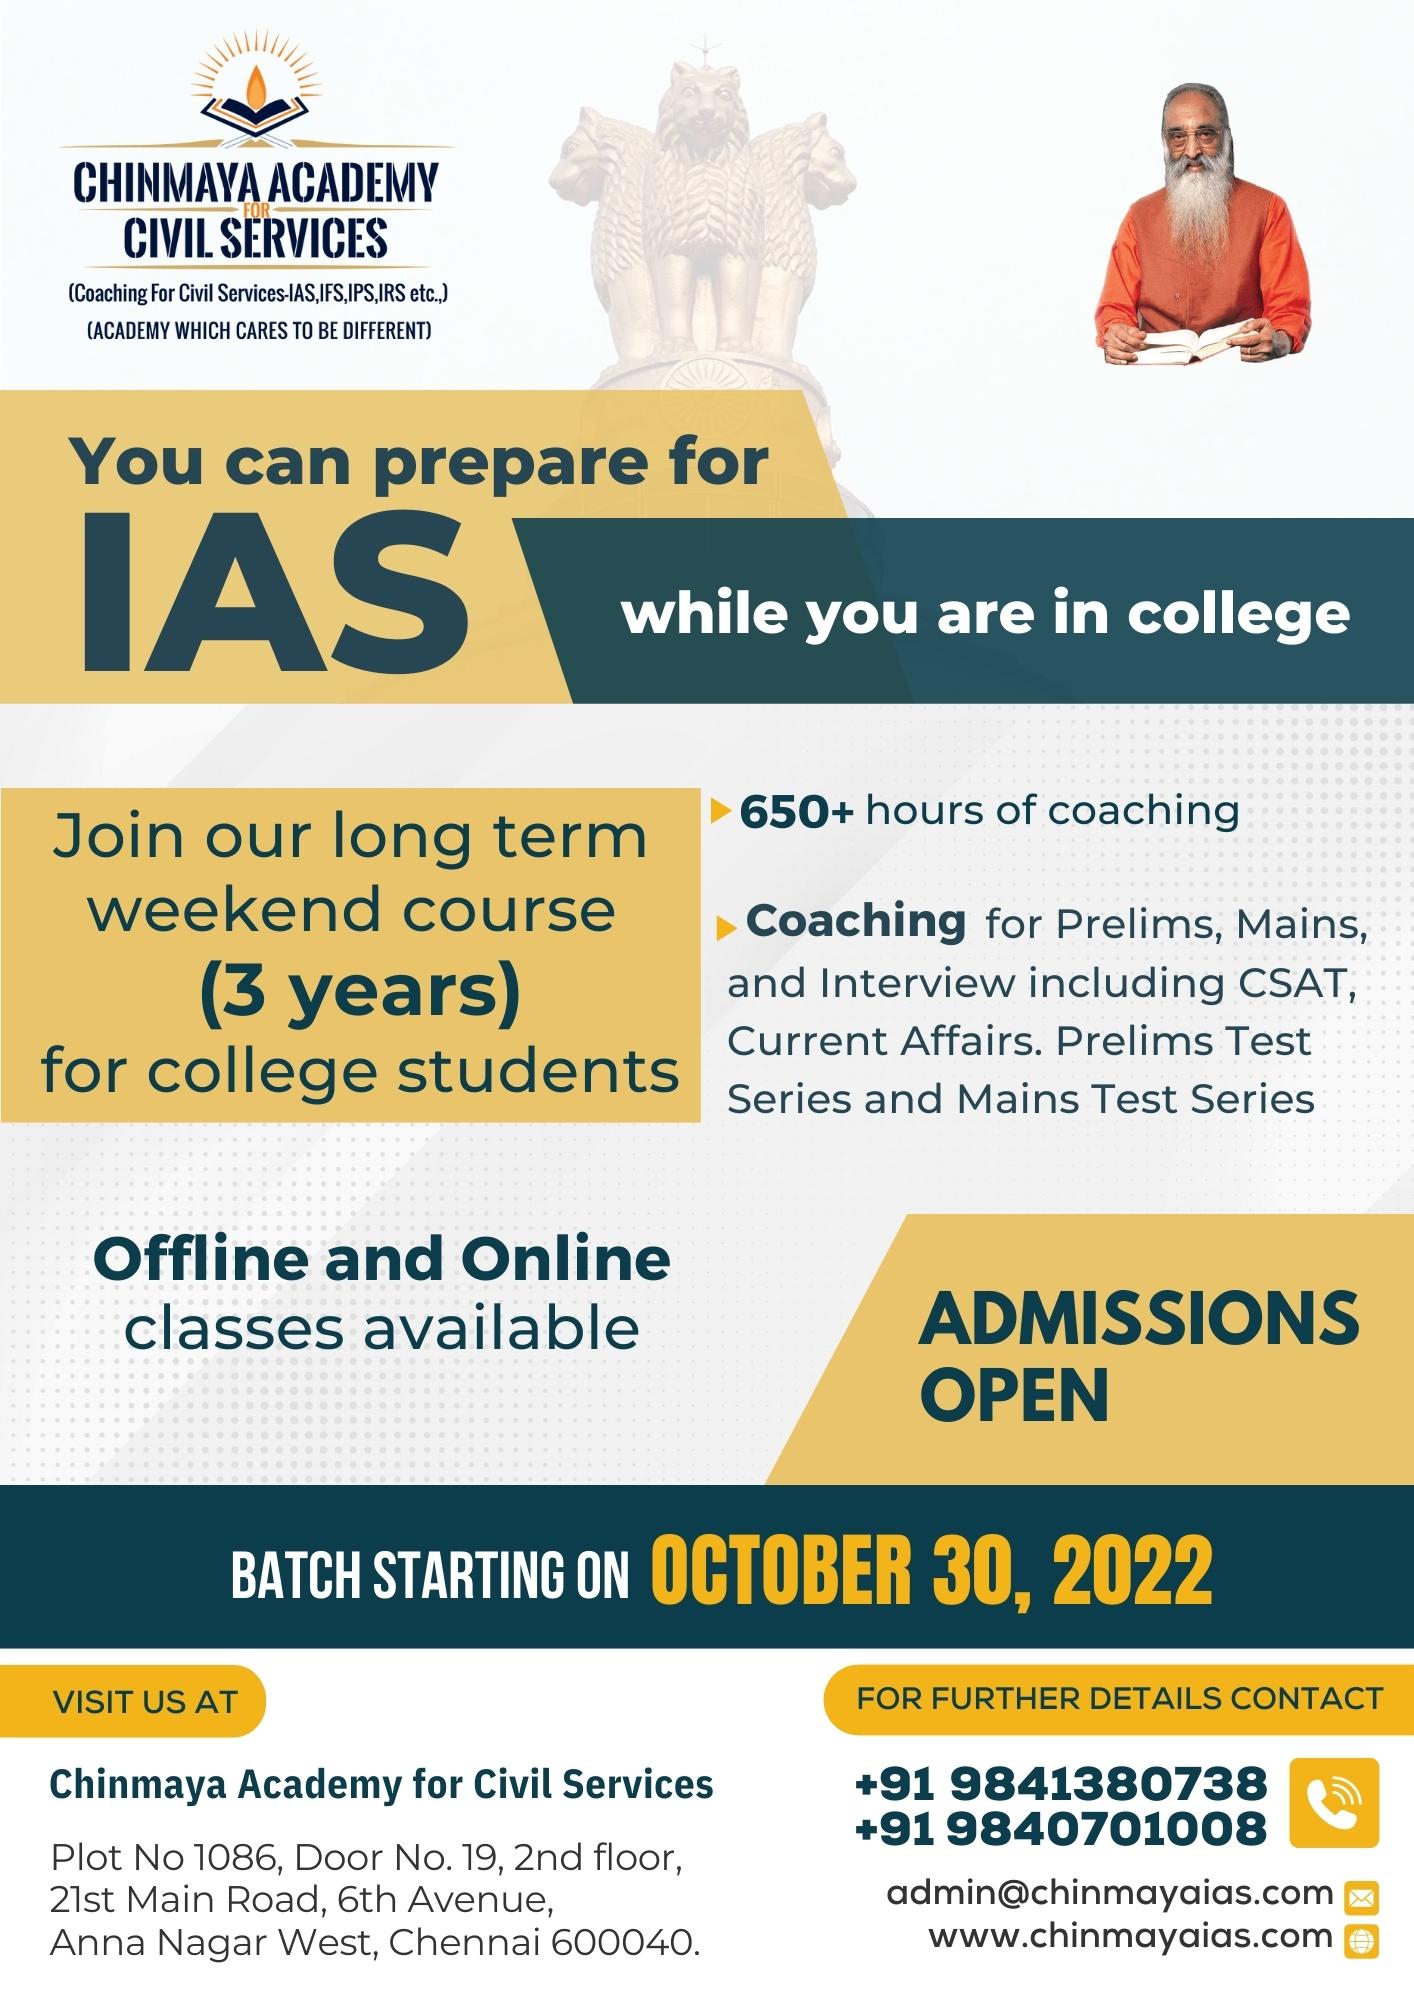 CHINMAYA ACADEMY
FOR
CIVIL SERVICES
(Coaching For Civil Services-IAS,IFS,IPS,IRS etc.,)
(ACADEMY WHICH CARES TO BE DIFFERENT)
You can prepare for
IAS
while you are in college
Join our long term
weekend course
(3 years)
for college students
650+ hours of coaching
Coaching for Prelims, Mains,
and Interview including CSAT,
Current Affairs. Prelims Test
Series and Mains Test Series
Offline and Online
classes available
ADMISSIONS
OPEN
BATCH STARTING ON OCTOBER 30, 2022
VISIT US AT
Chinmaya Academy for Civil Services
Plot No 1086, Door No. 19, 2nd floor,
21st Main Road, 6th Avenue,
Anna Nagar West, Chennai 600040.
FOR FURTHER DETAILS CONTACT
+91 9841380738
+91 9840701008
admin@chinmayaias.com
www.chinmayaias.com